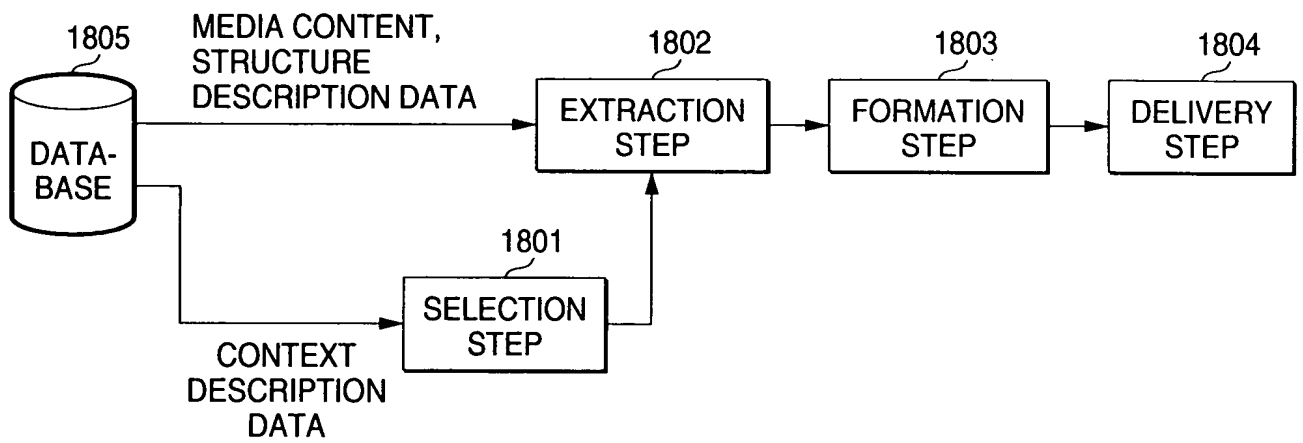 1805
MEDIA CONTENT,
STRUCTURE
DESCRIPTION DATA
1802
1803
1804
DATA-
BASE
EXTRACTION
STEP
FORMATION
STEP
DELIVERY
STEP
1801
SELECTION
STEP
CONTEXT
DESCRIPTION
DATA